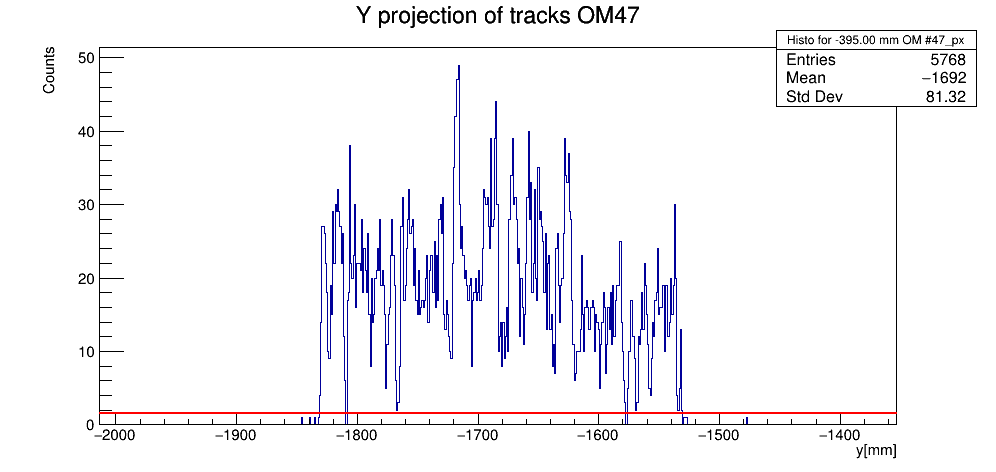 Y projection of tracks OM47
Histo for -395.00 mm OM #47_px
Entries 5768
Mean −1692
Std Dev 81.32
Counts
50
40
30
20
10
0
−2000 −1900 −1800 −1700 −1600 −1500 −1400
y[mm]